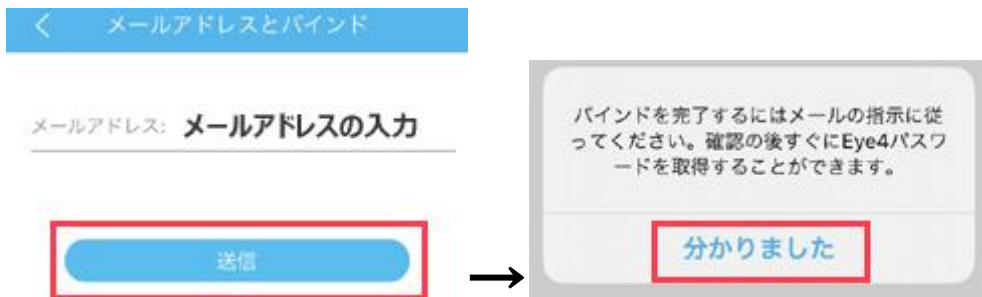 メールアドレスとバインド
メールアドレス: メールアドレスの入力
送信
バインドを完了するにはメールの指示に従
ってください。確認の後すぐにEye4パスワ
ードを取得することができます。
分かりました